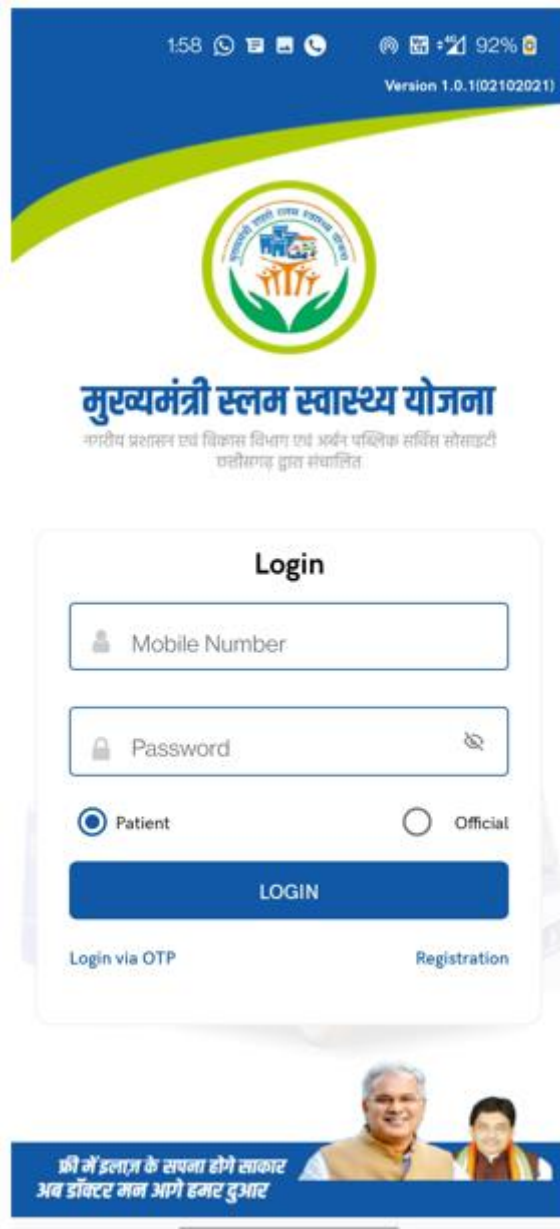 1:58 92%
Version 1.0.1(02102021)
मुख्यमंत्री स्लम स्वास्थ्य योजना
नगरीय प्रशासन एवं विकास विभाग एवं अर्बन पब्लिक सर्विस सोसाइटी
छत्तीसगढ़ द्वारा संचालित
Login
Mobile Number
Password
Patient Official
LOGIN
Login via OTP Registration
फ्री में इलाज़ के सपना होगे साकार
अब डॉक्टर मन आगे हमर दुआर